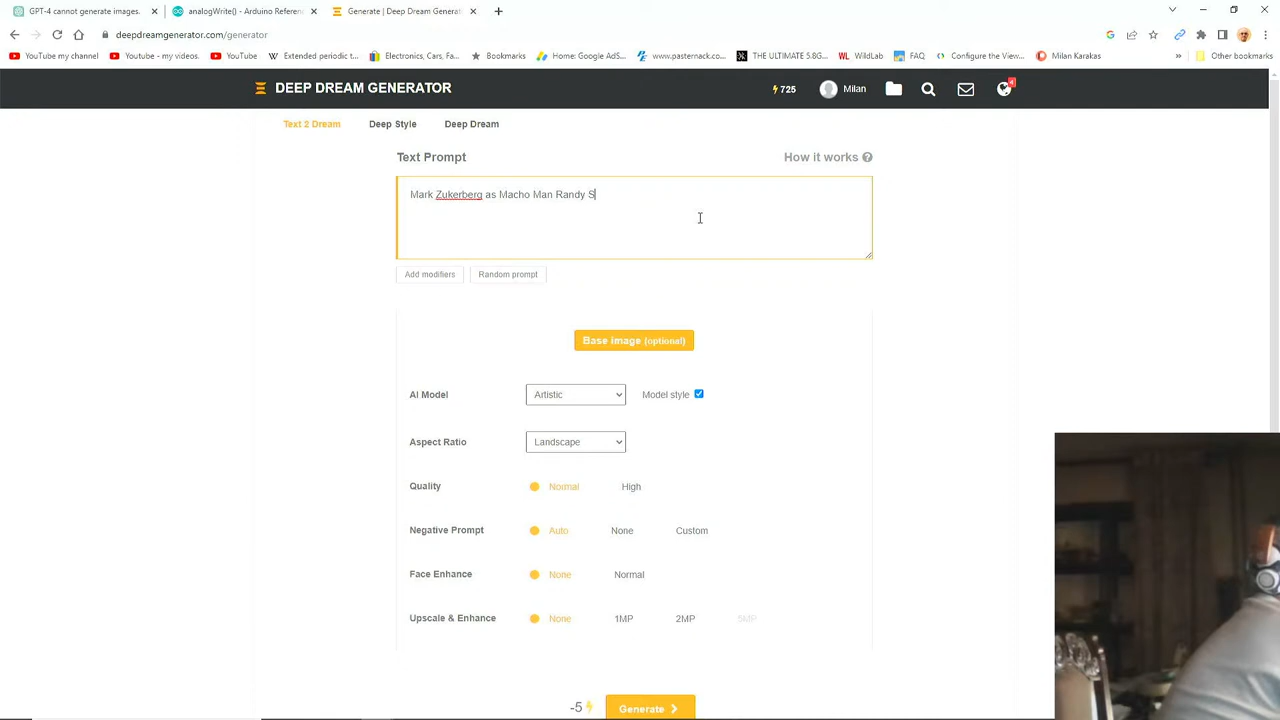 GPT-4 cannot generate images.
analogWrite() - Arduino Referen
Generate | Deep Dream Generat
deepdreamgenerator.com/generator
YouTube my channel
Youtube - my videos
YouTube
Extended periodic t...
Electronics, Cars, Fa...
Bookmarks
Home: Google AdS...
www.pasternack...
THE ULTIMATE 5.8G...
WL WildLab
FAQ
Configure the View...
Milan Karakas
»
Other bookmarks
DEEP DREAM GENERATOR
725
Milan
4
Text 2 Dream
Deep Style
Deep Dream
Text Prompt
How it works ?
Mark Zukerberg as Macho Man Randy S
Add modifiers
Random prompt
Base image (optional)
AI Model
Artistic
Model style
Aspect Ratio
Landscape
Quality
Normal
High
Negative Prompt
Auto
None
Custom
Face Enhance
None
Normal
Upscale & Enhance
None
1MP
2MP
5MP
-5
Generate